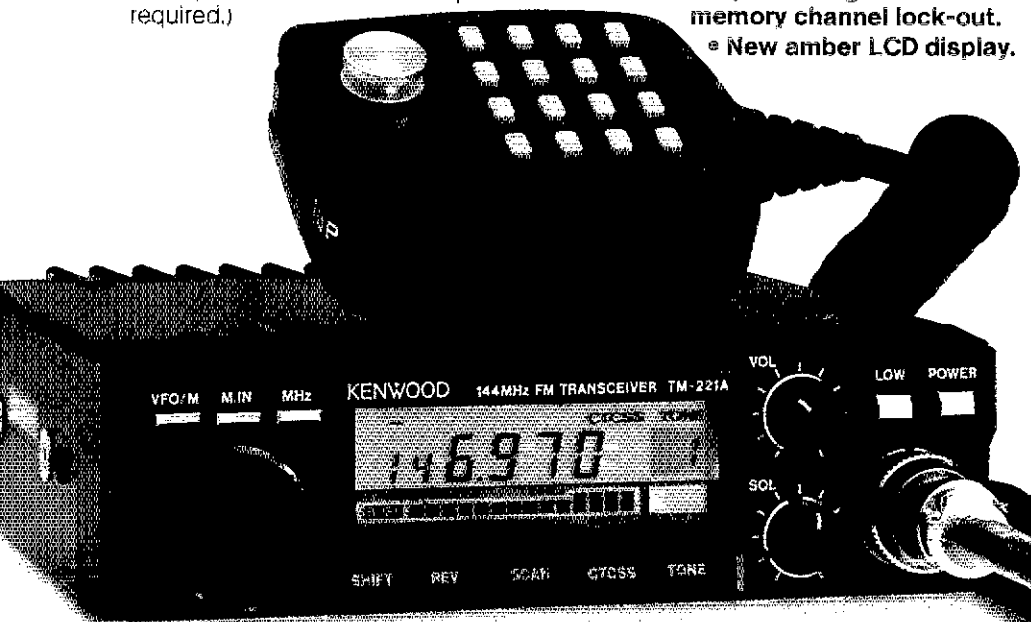 required.)
memory channel lock-out.
• New amber LCD display.
VFO/M M.IN MHz
KENWOOD 144MHz FM TRANSCEIVER TM-221A
VOL
LOW POWER
146.970 1
SQL
SHIFT REV SCAN CTCSS TONE